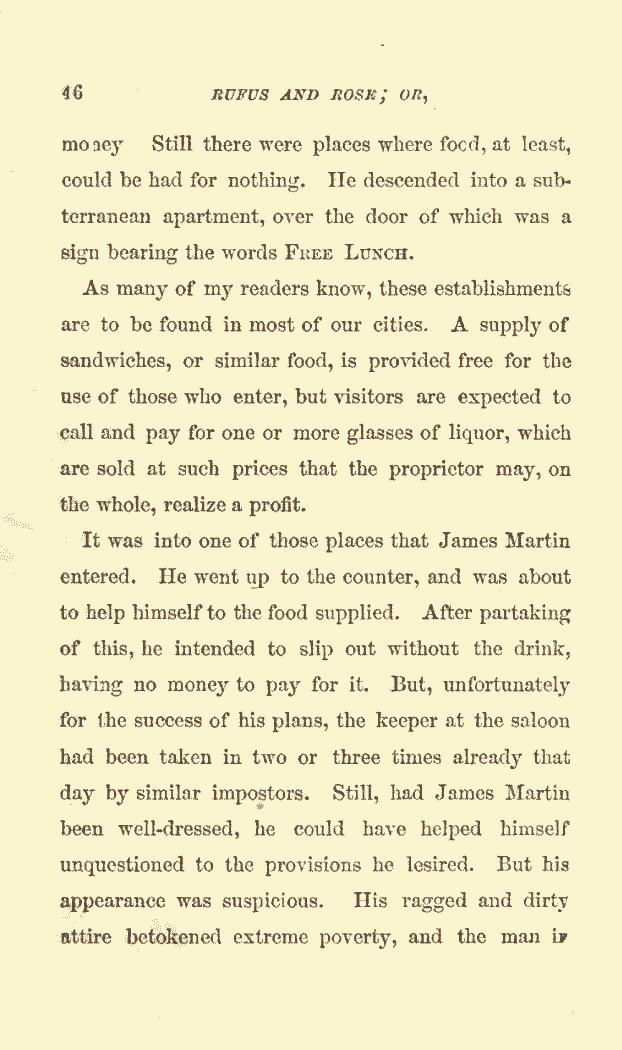 46 RUFUS AND ROSE; OR,
money Still there were places where food, at least,
could be had for nothing. He descended into a sub-
terranean apartment, over the door of which was a
sign bearing the words FREE LUNCH.
As many of my readers know, these establishments
are to be found in most of our cities. A supply of
sandwiches, or similar food, is provided free for the
use of those who enter, but visitors are expected to
call and pay for one or more glasses of liquor, which
are sold at such prices that the proprietor may, on
the whole, realize a profit.
It was into one of those places that James Martin
entered. He went up to the counter, and was about
to help himself to the food supplied. After partaking
of this, he intended to slip out without the drink,
having no money to pay for it. But, unfortunately
for the success of his plans, the keeper at the saloon
had been taken in two or three times already that
day by similar impostors. Still, had James Martin
been well-dressed, he could have helped himself
unquestioned to the provisions he lesired. But his
appearance was suspicious. His ragged and dirty
attire betokened extreme poverty, and the man in